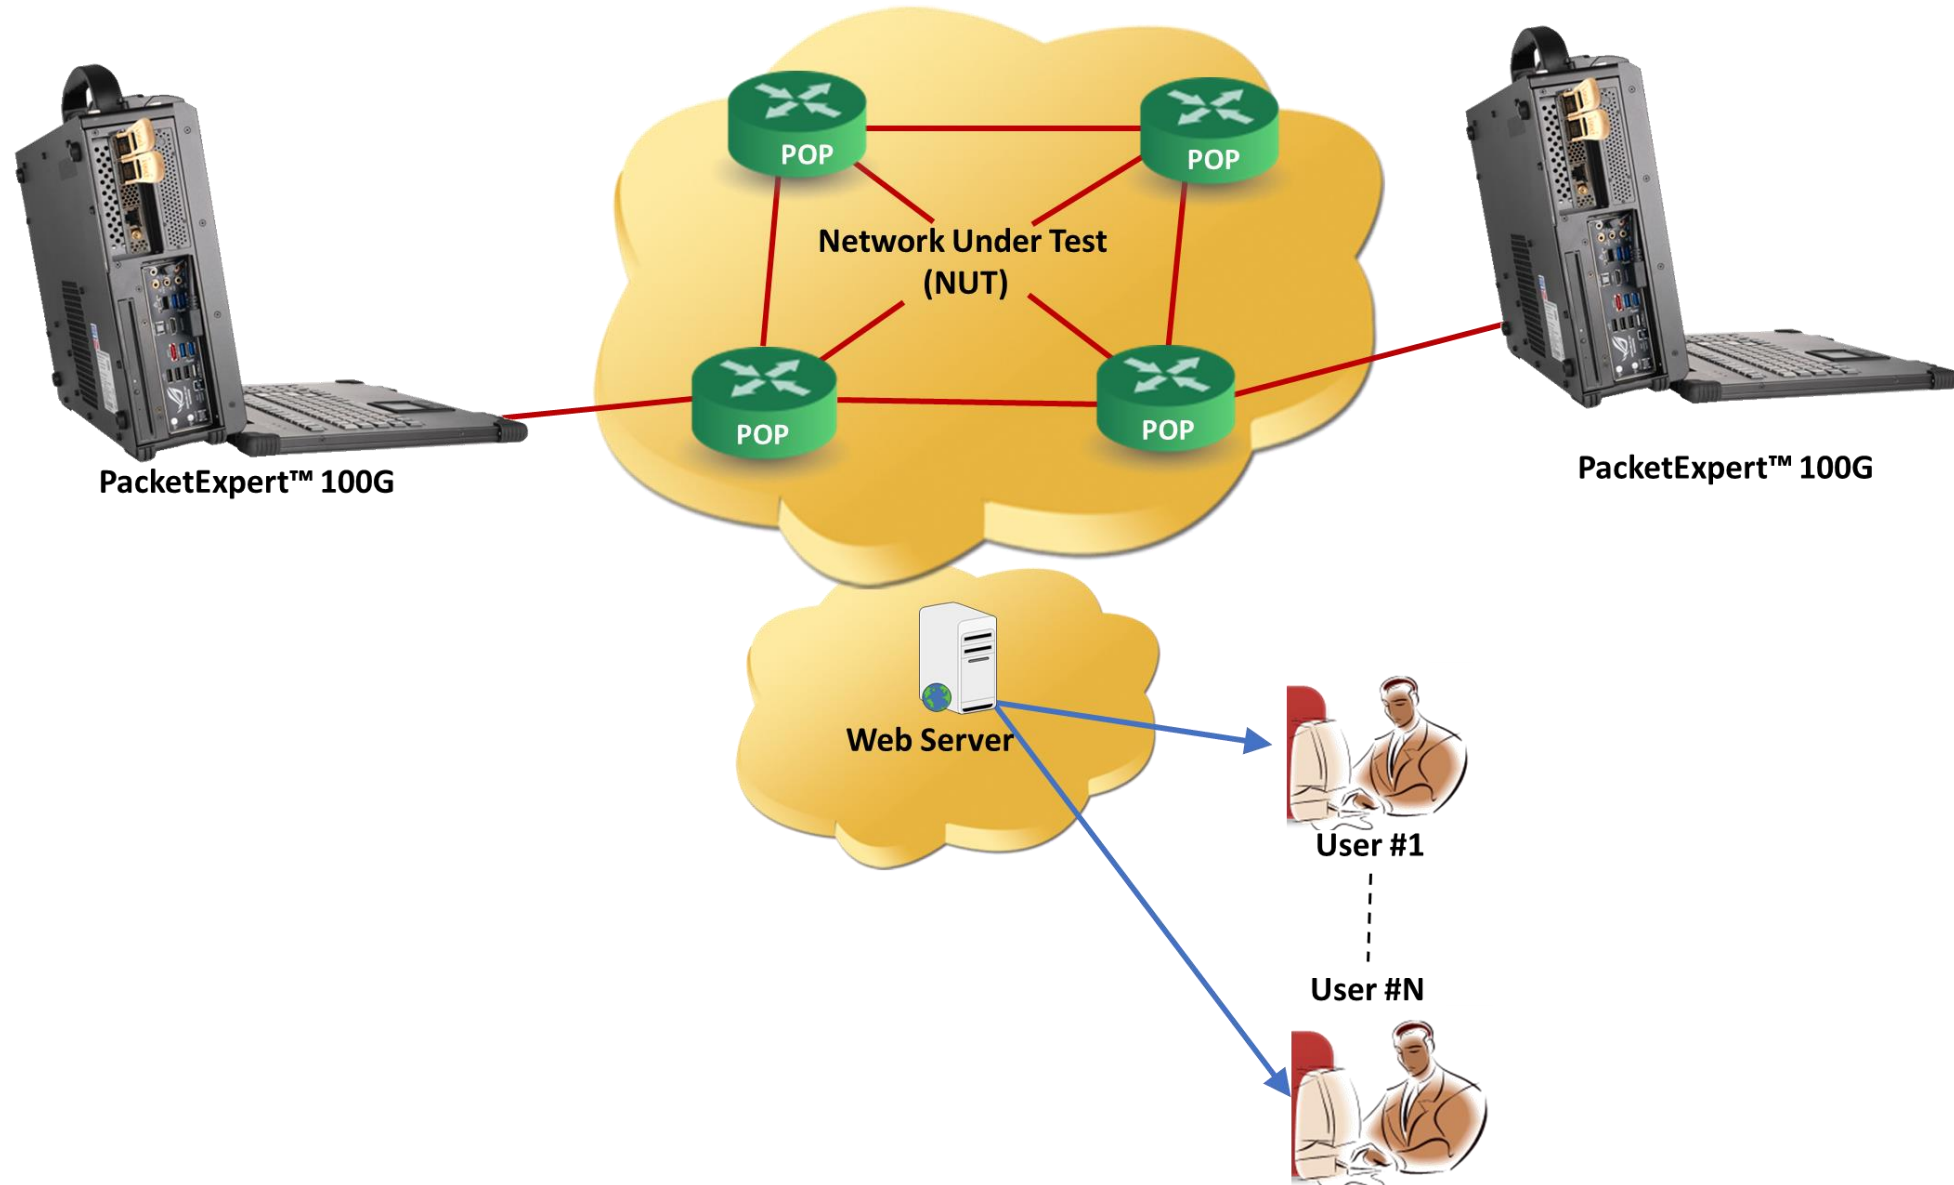 POP
POP
Network Under Test
(NUT)
POP
POP
PacketExpert™ 100G
PacketExpert™ 100G
Web Server
User #1
User #N